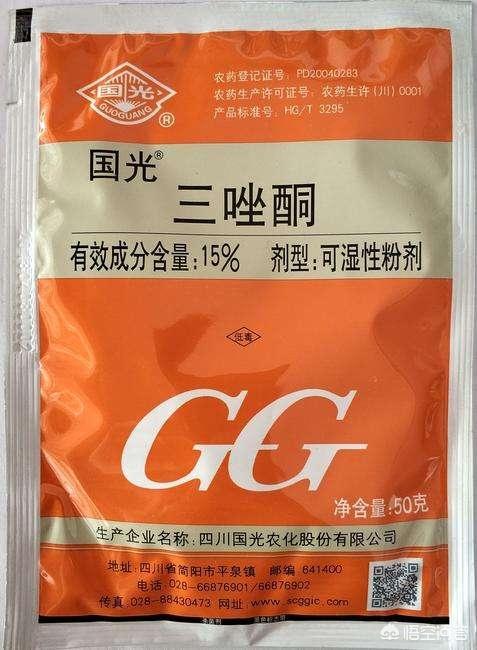 农药登记证号: PD20040283
农药生产许可证号: 农药生许(川)0001
产品标准号: HG/T 3295
国光
GUOGUANG
®
国光®
三唑酮
有效成分含量:15% 剂型:可湿性粉剂
低毒
GG
净含量:50克
生产企业名称:四川国光农化股份有限公司
地址:四川省简阳市平泉镇 邮编 641400
电话:028-66876901/66876902
传真.028-88430473 网址.www.scggic.com
杀菌剂
悟空问答